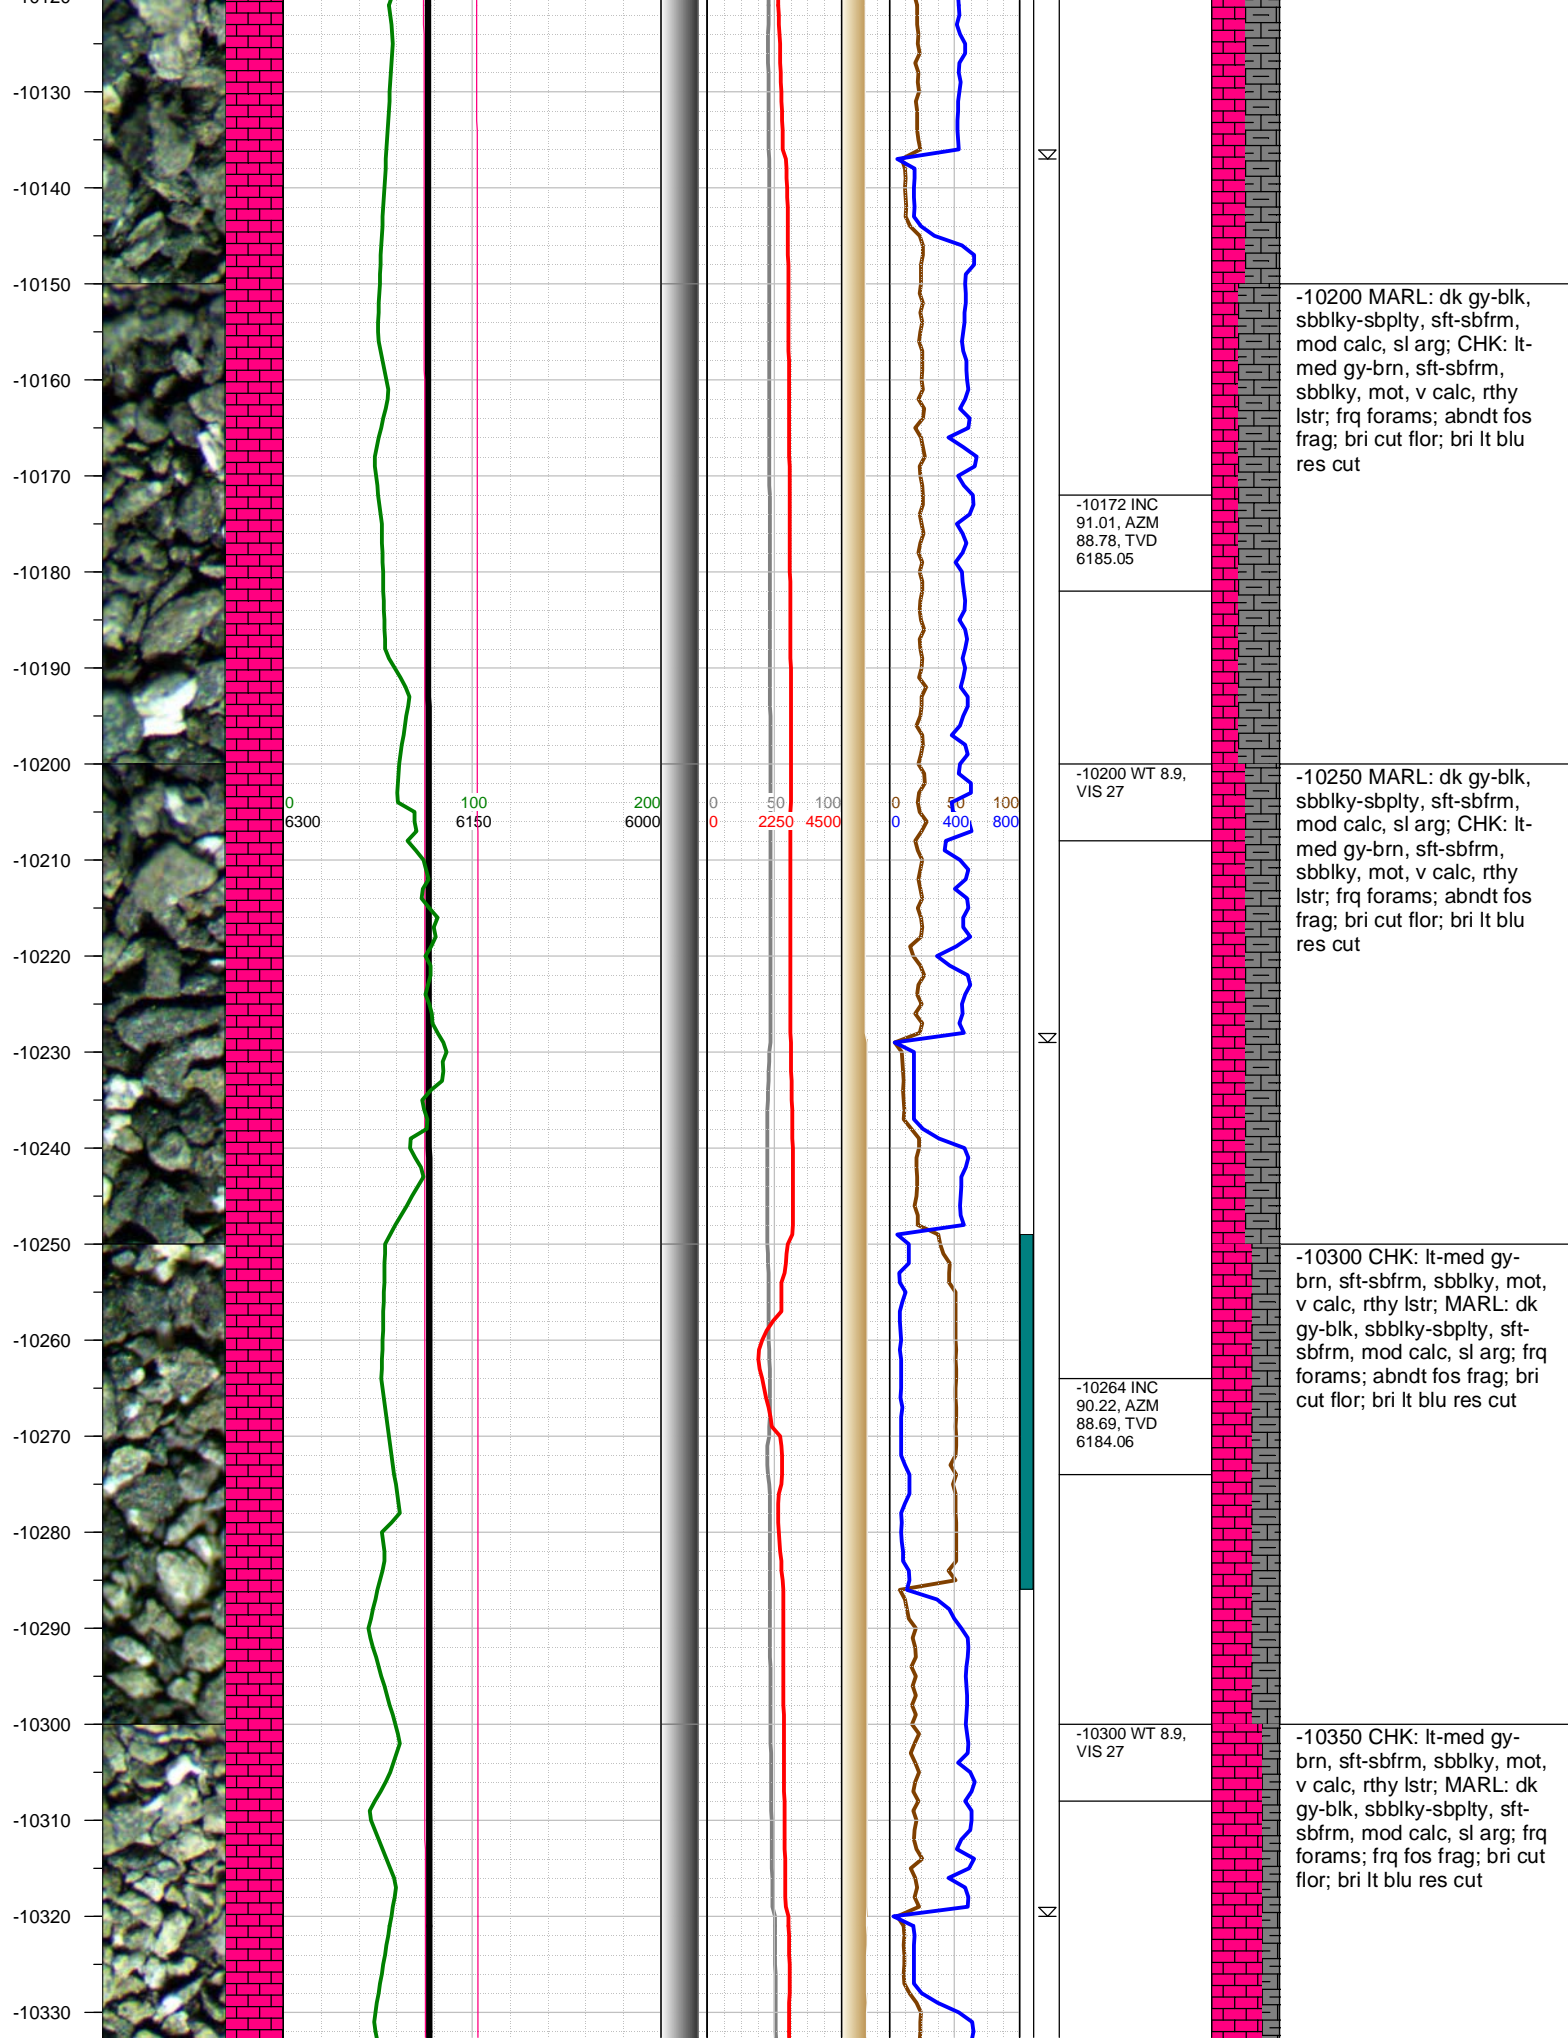 -10120
-10130
-10140
-10150
-10200 MARL: dk gy-blk,
sbblky-sbplty, sft-sbfrm,
mod calc, sl arg; CHK: lt-
med gy-brn, sft-sbfrm,
sbblky, mot, v calc, rthy
lstr; frq forams; abndt fos
frag; bri cut flor; bri lt blu
res cut
-10160
-10170
-10172 INC
91.01, AZM
88.78, TVD
6185.05
-10180
-10190
-10200
-10200 WT 8.9,
VIS 27
-10250 MARL: dk gy-blk,
sbblky-sbplty, sft-sbfrm,
mod calc, sl arg; CHK: lt-
med gy-brn, sft-sbfrm,
sbblky, mot, v calc, rthy
lstr; frq forams; abndt fos
frag; bri cut flor; bri lt blu
res cut
0 100 200 0 50 100 0 50 100
6300 6150 6000 0 2250 4500 0 400 800
-10210
-10220
-10230
-10240
-10250
-10300 CHK: lt-med gy-
brn, sft-sbfrm, sbblky, mot,
v calc, rthy lstr; MARL: dk
gy-blk, sbblky-sbplty, sft-
sbfrm, mod calc, sl arg; frq
forams; abndt fos frag; bri
cut flor; bri lt blu res cut
-10260
-10264 INC
90.22, AZM
88.69, TVD
6184.06
-10270
-10280
-10290
-10300
-10300 WT 8.9,
VIS 27
-10350 CHK: lt-med gy-
brn, sft-sbfrm, sbblky, mot,
v calc, rthy lstr; MARL: dk
gy-blk, sbblky-sbplty, sft-
sbfrm, mod calc, sl arg; frq
forams; frq fos frag; bri cut
flor; bri lt blu res cut
-10310
-10320
-10330